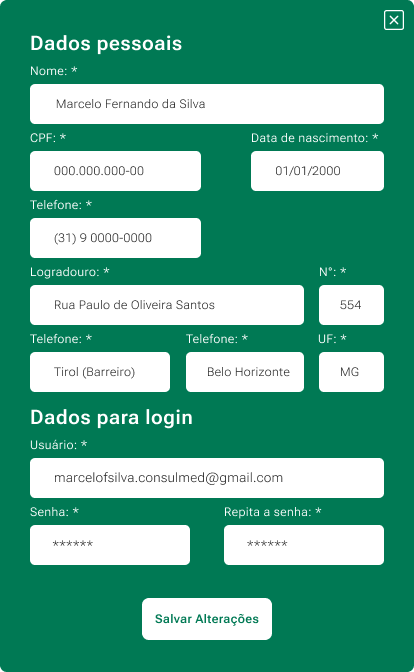 Dados pessoais
Nome: *
Marcelo Fernando da Silva
CPF: * Data de nascimento: *
000.000.000-00 01/01/2000
Telefone: *
(31) 9 0000-0000
Logradouro: * N°: *
Rua Paulo de Oliveira Santos 554
Telefone: * Telefone: * UF: *
Tirol (Barreiro) Belo Horizonte MG
Dados para login
Usuário: *
marcelofsilva.consulmed@gmail.com
Senha: * Repita a senha: *
****** ******
Salvar Alterações